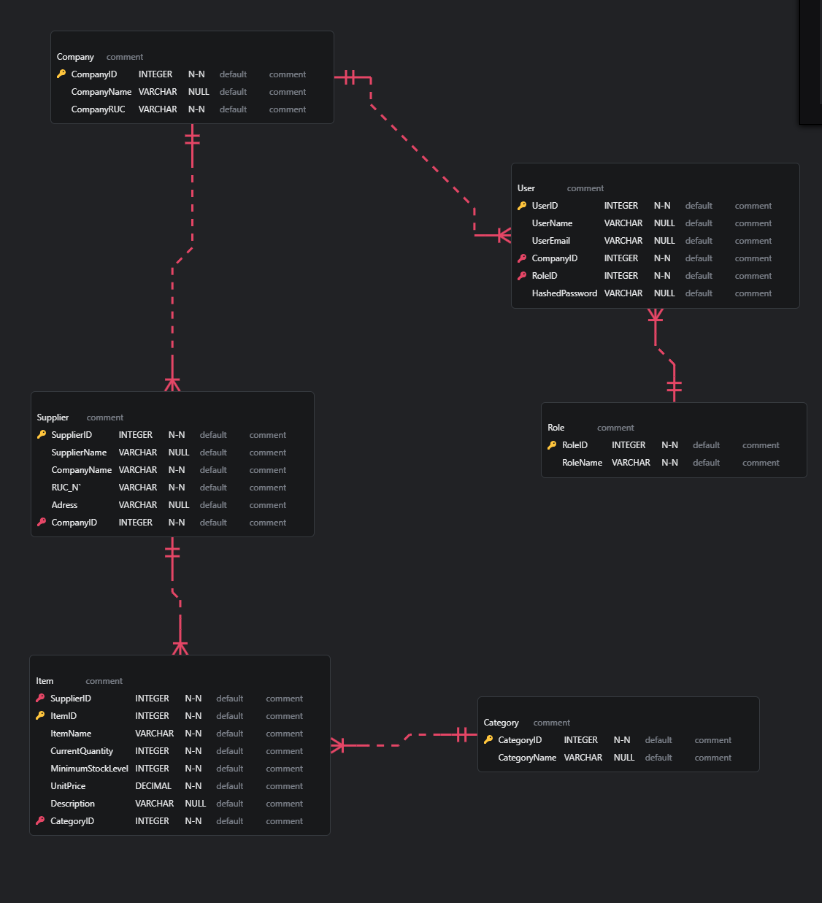 Company comment
CompanyID INTEGER N-N default comment
CompanyName VARCHAR NULL default comment
CompanyRUC VARCHAR N-N default comment
User comment
UserID INTEGER N-N default comment
UserName VARCHAR NULL default comment
UserEmail VARCHAR NULL default comment
CompanyID INTEGER N-N default comment
RoleID INTEGER N-N default comment
HashedPassword VARCHAR NULL default comment
Supplier comment
SupplierID INTEGER N-N default comment
SupplierName VARCHAR NULL default comment
CompanyName VARCHAR N-N default comment
RUC_N` VARCHAR N-N default comment
Adress VARCHAR NULL default comment
CompanyID INTEGER N-N default comment
Role comment
RoleID INTEGER N-N default comment
RoleName VARCHAR N-N default comment
Item comment
SupplierID INTEGER N-N default comment
ItemID INTEGER N-N default comment
ItemName VARCHAR N-N default comment
CurrentQuantity INTEGER N-N default comment
MinimumStockLevel INTEGER N-N default comment
UnitPrice DECIMAL N-N default comment
Description VARCHAR NULL default comment
CategoryID INTEGER N-N default comment
Category comment
CategoryID INTEGER N-N default comment
CategoryName VARCHAR NULL default comment